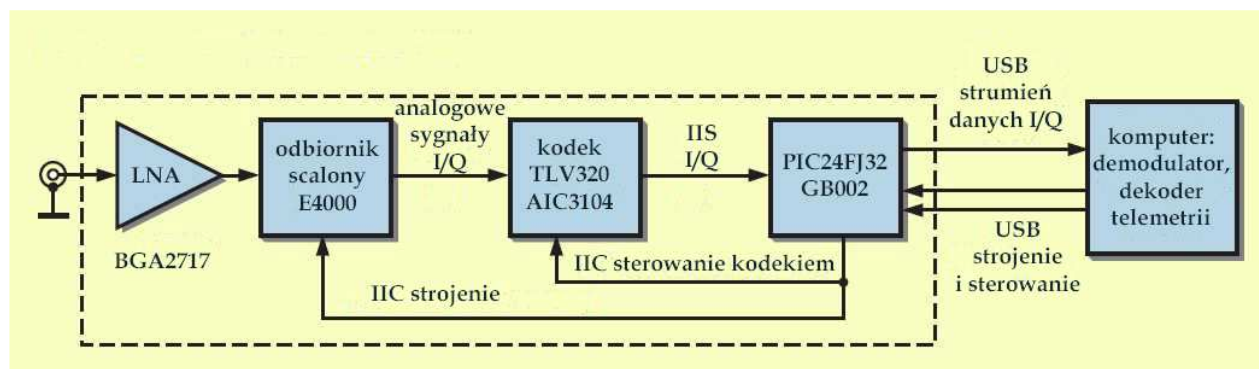 LNA
BGA2717
odbiornik
scalony
E4000
analogowe
sygnały
I/Q
kodek
TLV320
AIC3104
IIS
I/Q
PIC24FJ32
GB002
IIC sterowanie kodekiem
IIC strojenie
USB
strumień
danych I/Q
USB
strojenie
i sterowanie
komputer:
demodulator,
dekoder
telemetrii